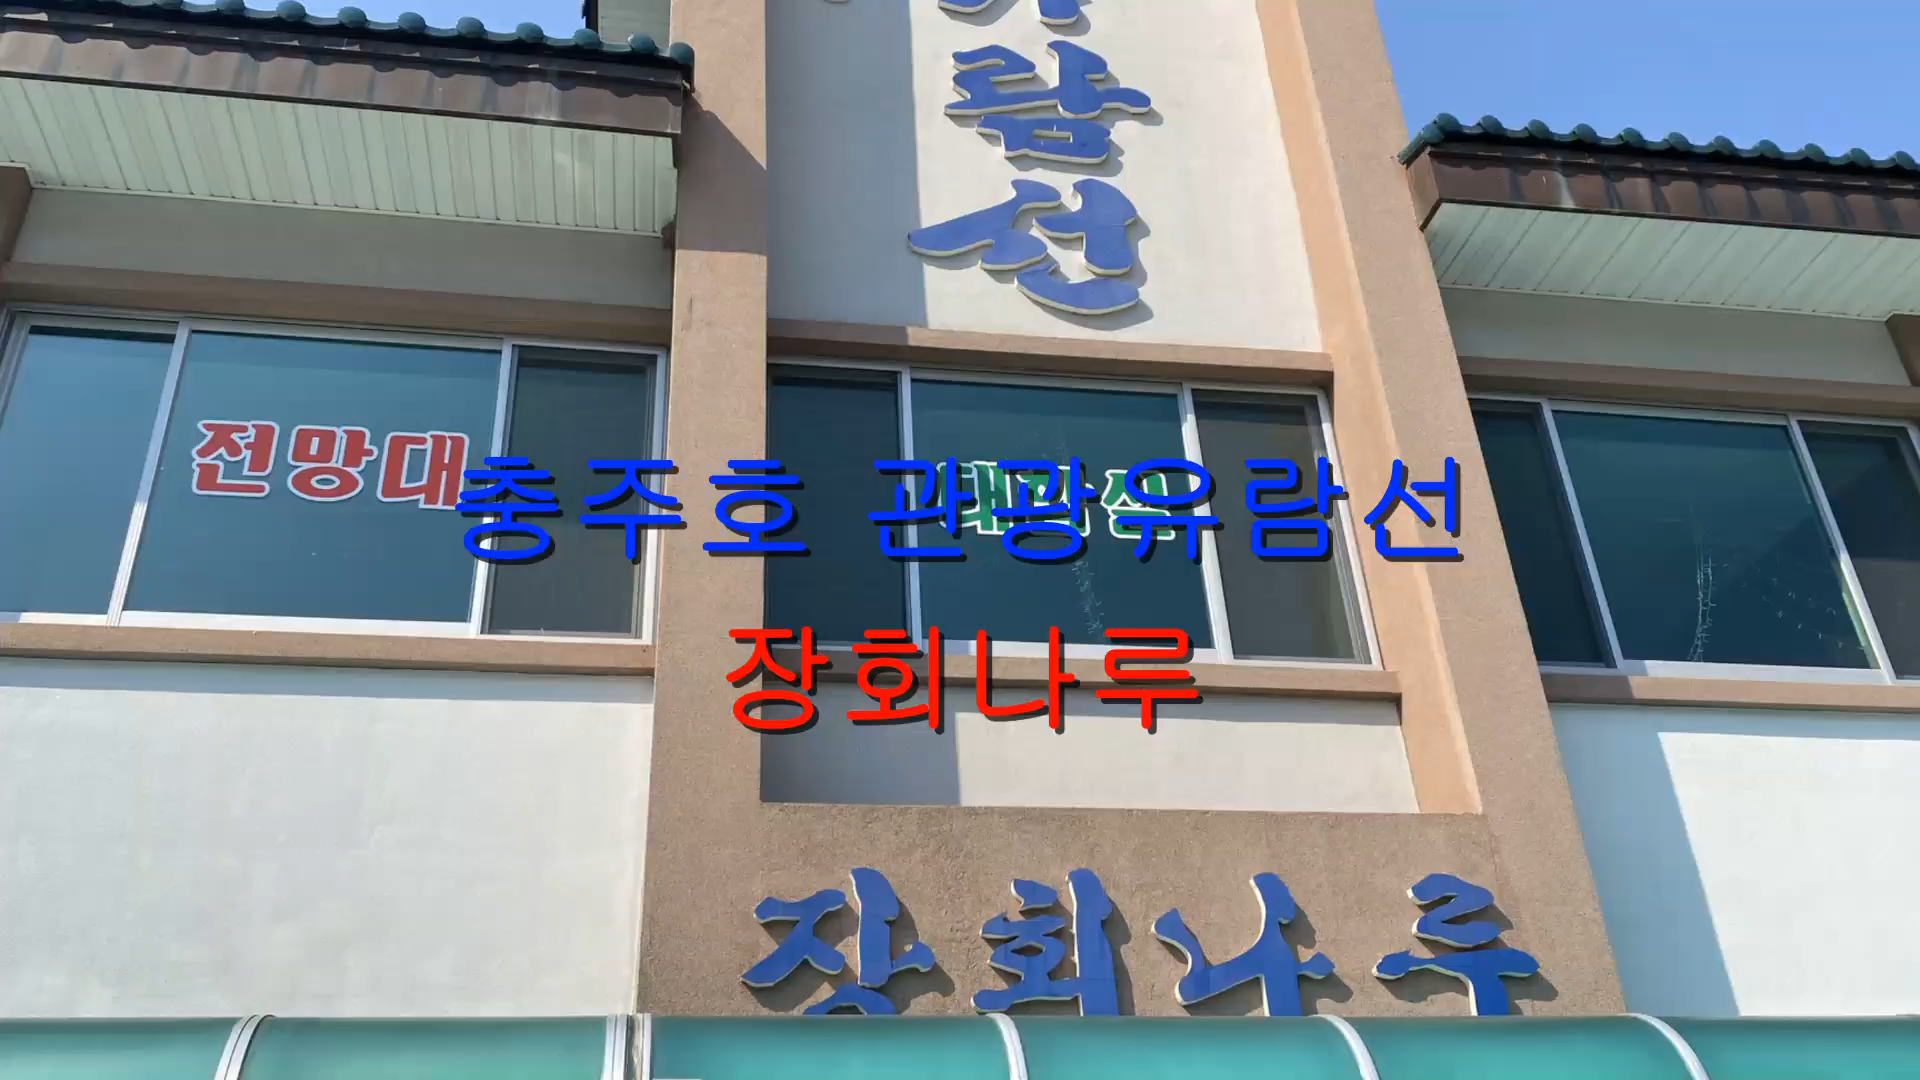 람
선
전망대
충주호 관광유람선
장회나루
장회나루